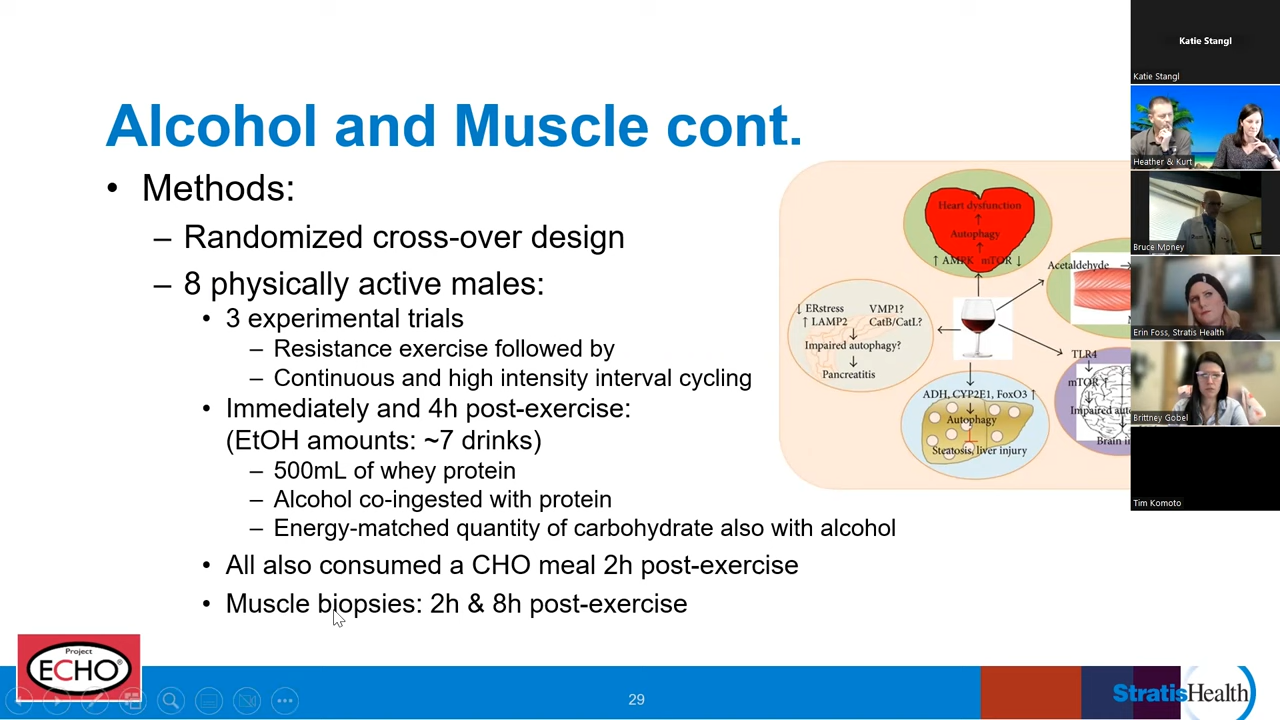 Alcohol and Muscle cont.
• Methods:
– Randomized cross-over design
– 8 physically active males:
• 3 experimental trials
– Resistance exercise followed by
– Continuous and high intensity interval cycling
• Immediately and 4h post-exercise:
(EtOH amounts: ~7 drinks)
– 500mL of whey protein
– Alcohol co-ingested with protein
– Energy-matched quantity of carbohydrate also with alcohol
• All also consumed a CHO meal 2h post-exercise
• Muscle biopsies: 2h & 8h post-exercise
Heart dysfunction
↑
Autophagy
↑
↑ AMPK mTOR ↓
Acetaldehyde →
↓ ERstress VMP1?
↑ LAMP2 CatB/CatL?
Impaired autophagy?
↓
Pancreatitis
TLR4
↓
mTOR ↑
Impaired
Brain
ADH, CYP2E1, FoxO3 ↑
↓
Autophagy
Steatosis, liver injury
Katie Stangl
Katie Stangl
Heather & Kurt
Bruce Money
Erin Foss, Stratis Health
Brittney Gobel
Tim Komoto
Project
ECHO®
29
StratisHealth